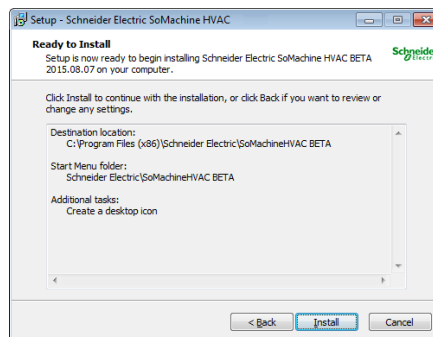 Setup - Schneider Electric SoMachine HVAC
Ready to Install
Setup is now ready to begin installing Schneider Electric SoMachine HVAC BETA
2015.08.07 on your computer.
Schneide
Electric
Click Install to continue with the installation, or click Back if you want to review or
change any settings.
Destination location:
C:\Program Files (x86)\Schneider Electric\SoMachineHVAC BETA
Start Menu folder:
Schneider Electric\SoMachineHVAC BETA
Additional tasks:
Create a desktop icon
< Back
Install
Cancel